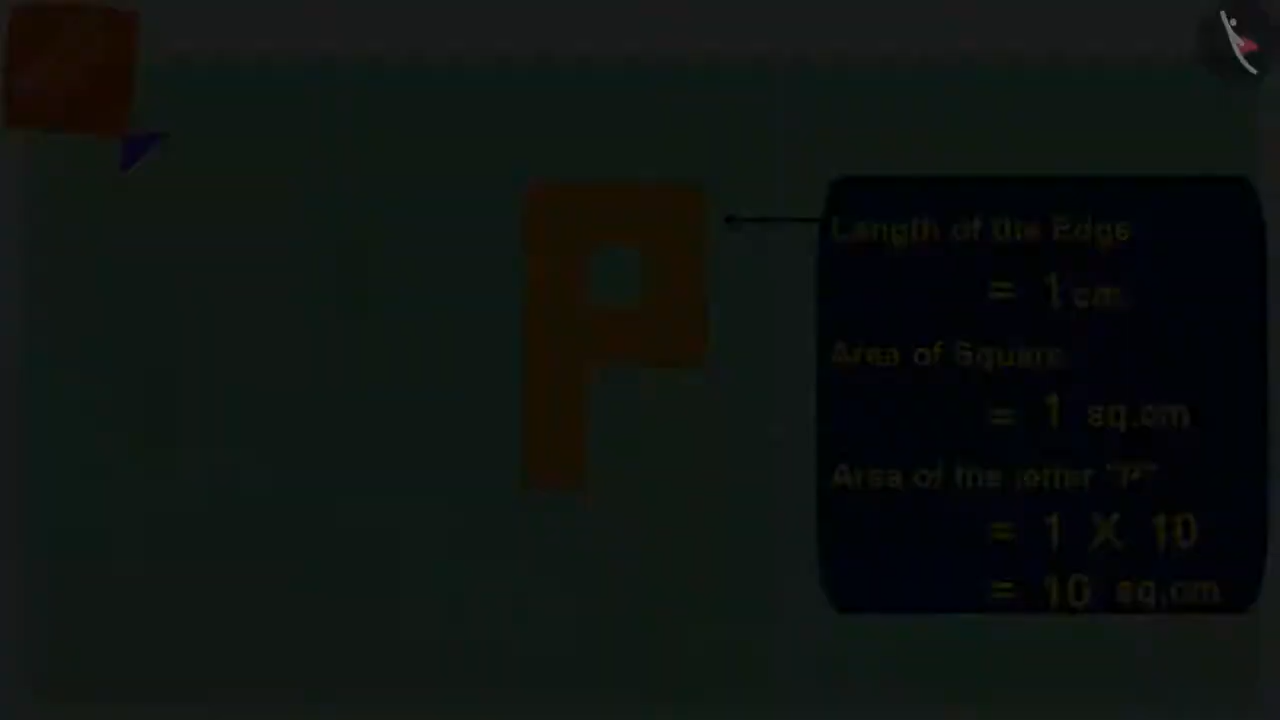 Length of the Edge
= 1 cm
Area of Square
= 1 sq.cm
Area of the letter "P"
= 1 X 10
= 10 sq.cm